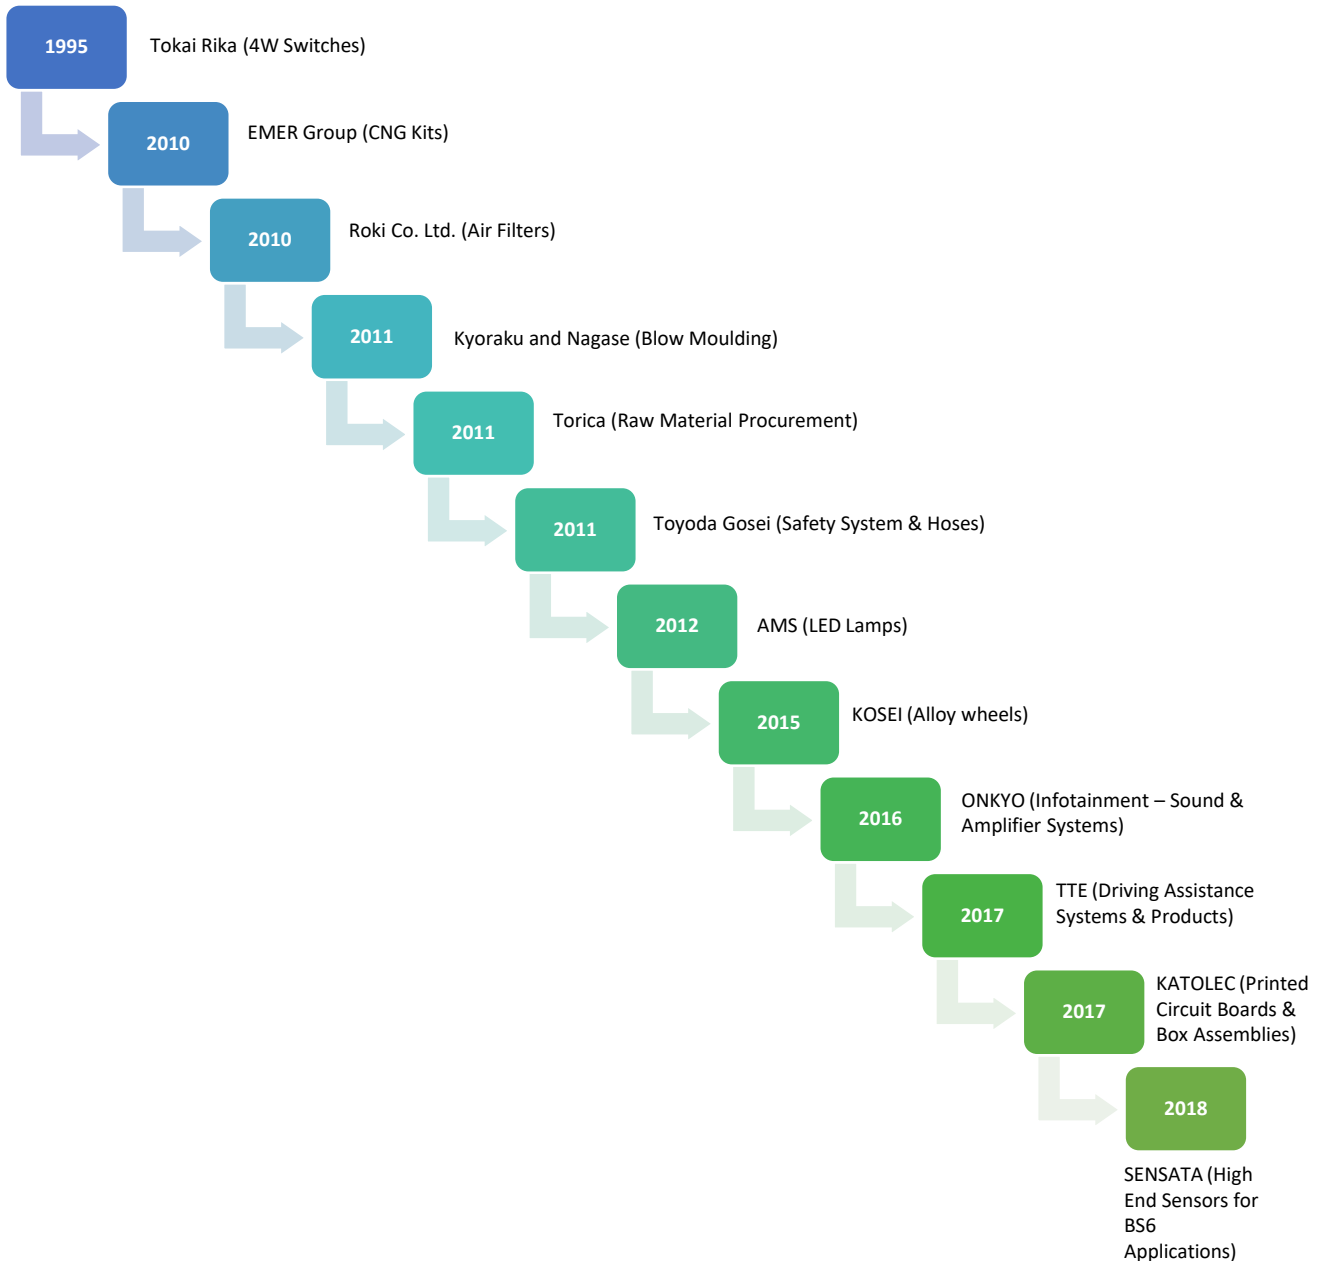 1995
Tokai Rika (4W Switches)
2010
EMER Group (CNG Kits)
2010
Roki Co. Ltd. (Air Filters)
2011
Kyoraku and Nagase (Blow Moulding)
2011
Torica (Raw Material Procurement)
2011
Toyoda Gosei (Safety System & Hoses)
2012
AMS (LED Lamps)
2015
KOSEI (Alloy wheels)
2016
ONKYO (Infotainment – Sound &
Amplifier Systems)
2017
TTE (Driving Assistance
Systems & Products)
2017
KATOLEC (Printed
Circuit Boards &
Box Assemblies)
2018
SENSATA (High
End Sensors for
BS6
Applications)